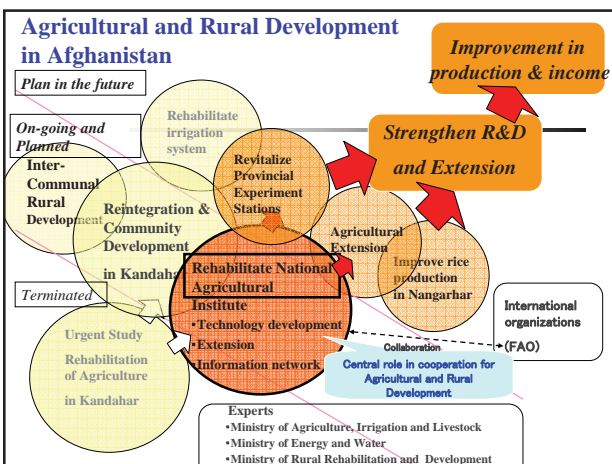 Agricultural and Rural Development
in Afghanistan
Improvement in
production & income
Plan in the future
Rehabilitate
irrigation
system
On-going and
Planned
Strengthen R&D
and Extension
Inter-
Communal
Rural
Development
Revitalize
Provincial
Experiment
Stations
Reintegration &
Community
Development
in Kandahar
Agricultural
Extension
Improve rice
production
in Nangarhar
Rehabilitate National
Agricultural
Institute
•Technology development
•Extension
•Information network
Terminated
Urgent Study
Rehabilitation
of Agriculture
in Kandahar
International
organizations
(FAO)
Collaboration
Central role in cooperation for
Agricultural and Rural
Development
Experts
•Ministry of Agriculture, Irrigation and Livestock
•Ministry of Energy and Water
•Ministry of Rural Rehabilitation and Development